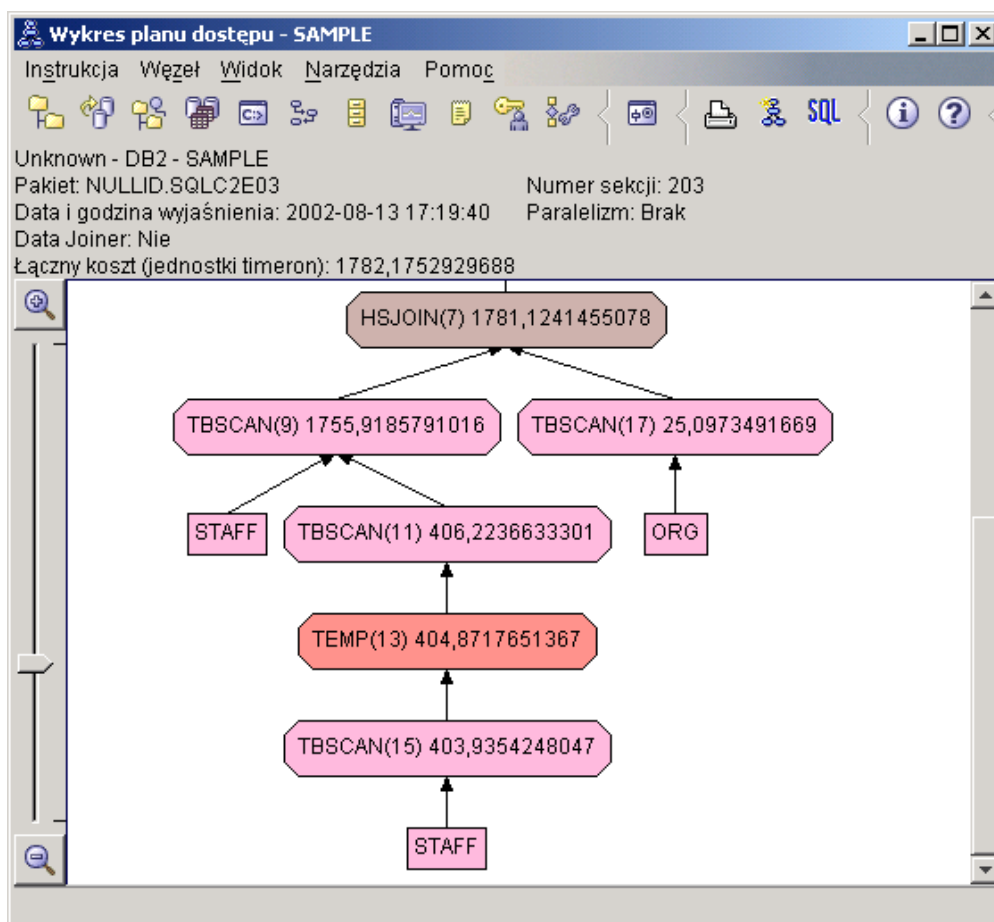 Wykres planu dostępu - SAMPLE
Instrukcja Węzeł Widok Narzędzia Pomoc
C:> SQL i ?
Unknown - DB2 - SAMPLE
Pakiet: NULLID.SQLC2E03 Numer sekcji: 203
Data i godzina wyjaśnienia: 2002-08-13 17:19:40 Paralelizm: Brak
Data Joiner: Nie
Łączny koszt (jednostki timeron): 1782,1752929688
HSJOIN(7) 1781,1241455078
TBSCAN(9) 1755,9185791016 TBSCAN(17) 25,0973491669
STAFF TBSCAN(11) 406,2236633301 ORG
TEMP(13) 404,8717651367
TBSCAN(15) 403,9354248047
STAFF